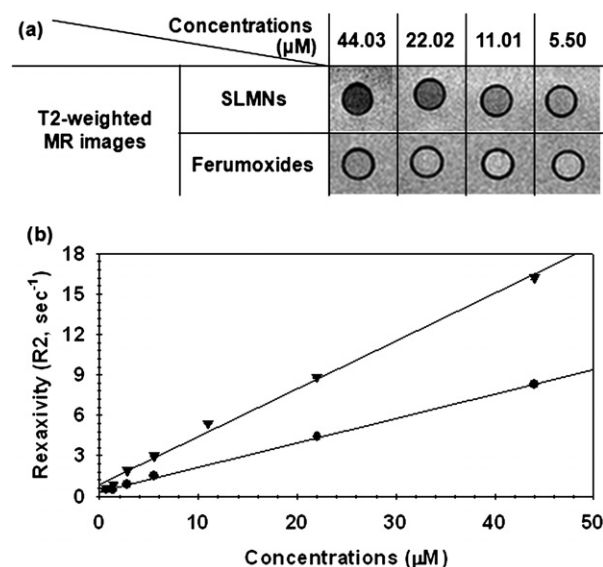 (a)
Concentrations
(µM)
44.03 22.02 11.01 5.50
T2-weighted
MR images
SLMNs
Ferumoxides
(b)
Rexaxivity (R2, sec-1)
18
15
12
9
6
3
0
0 10 20 30 40 50
Concentrations (µM)